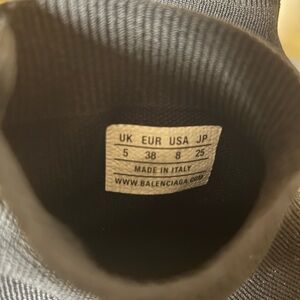 UK EUR USA JP
5 38 8 25
MADE IN ITALY
WWW.BALENCIAGA.COM